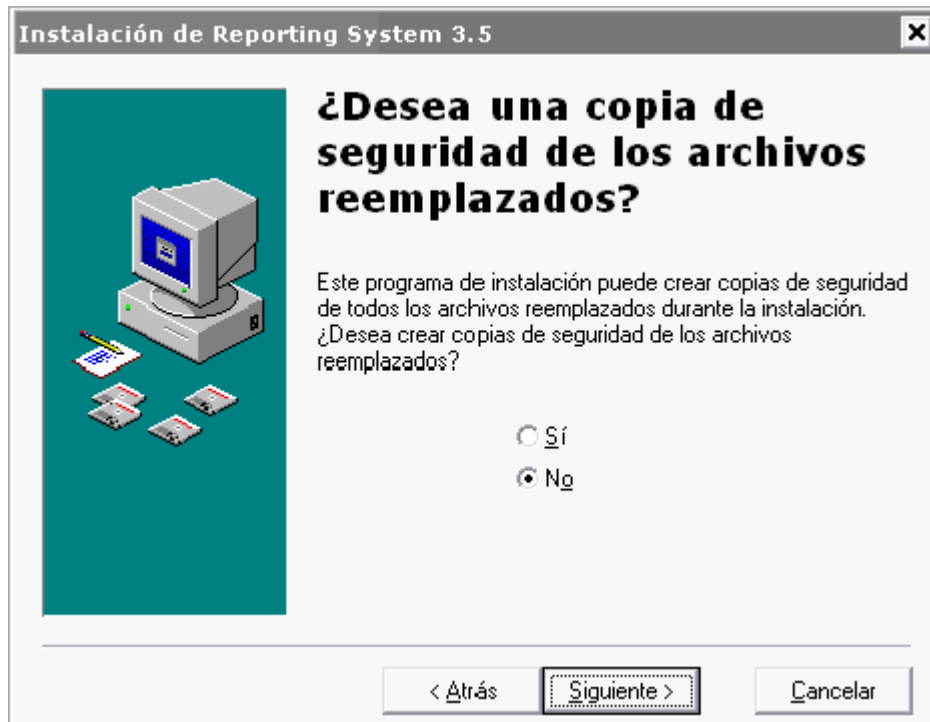 Instalación de Reporting System 3.5
¿Desea una copia de
seguridad de los archivos
reemplazados?
Este programa de instalación puede crear copias de seguridad
de todos los archivos reemplazados durante la instalación.
¿Desea crear copias de seguridad de los archivos
reemplazados?
Sí
No
< Atrás
Siguiente >
Cancelar